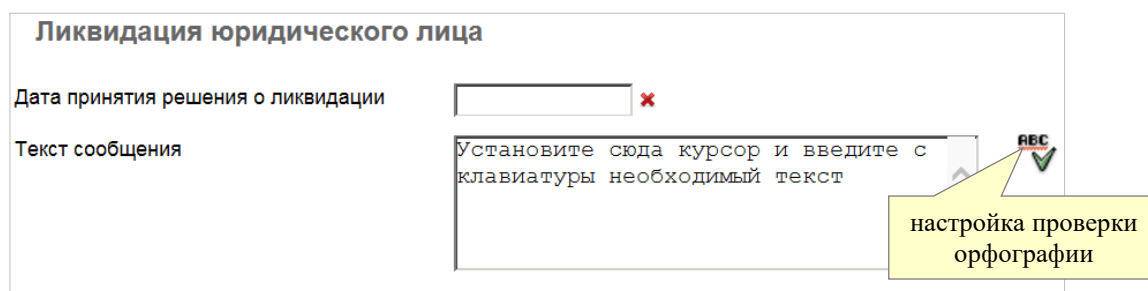 Ликвидация юридического лица
Дата принятия решения о ликвидации
Текст сообщения
Установите сюда курсор и введите с
клавиатуры необходимый текст
ABC
настройка проверки
орфографии